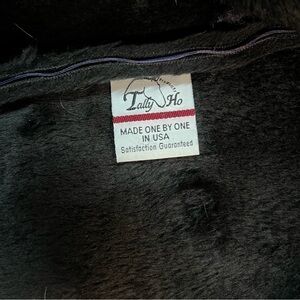 Tally Ho
MADE ONE BY ONE
IN USA
Satisfaction Guaranteed